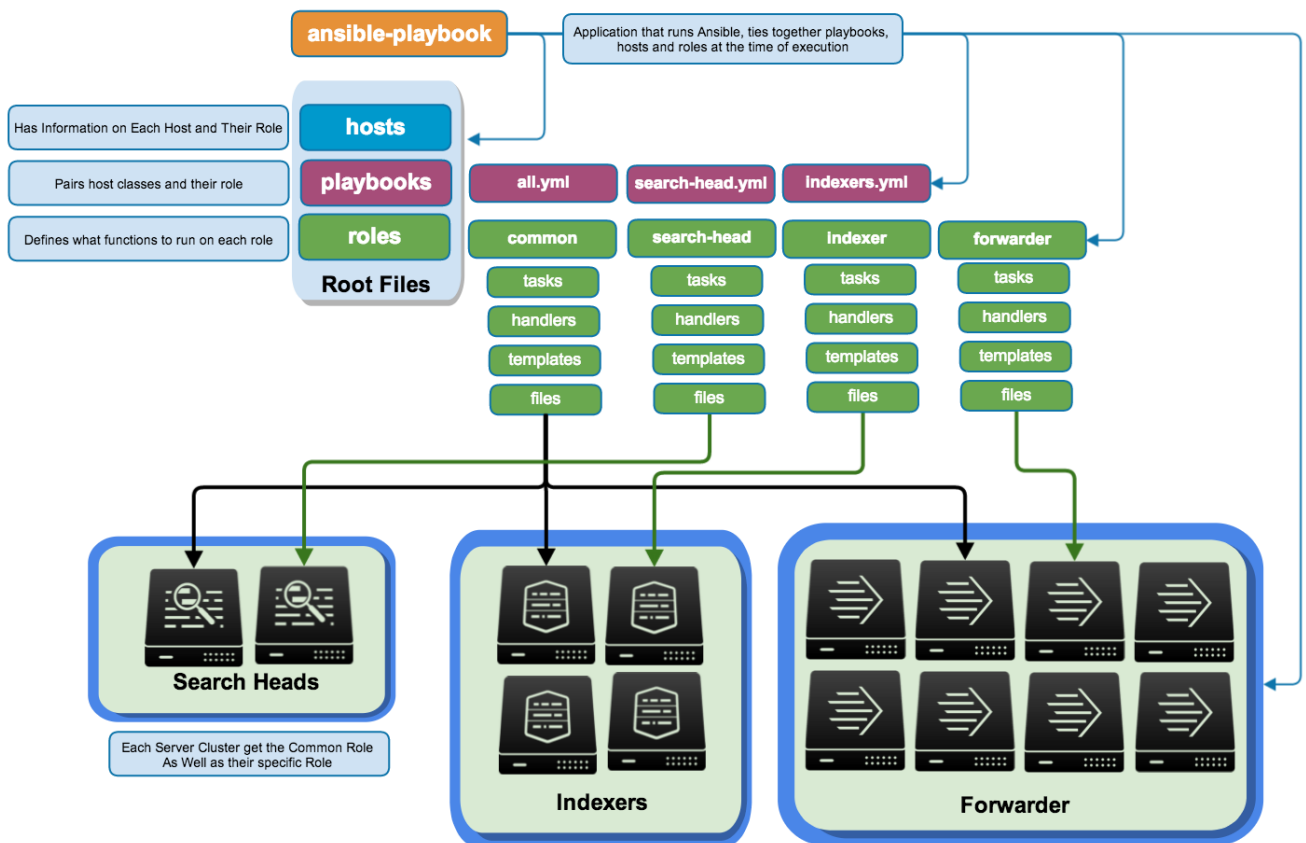 ansible-playbook
Application that runs Ansible, ties together playbooks,
hosts and roles at the time of execution
Has Information on Each Host and Their Role
hosts
Pairs host classes and their role
playbooks
all.yml
search-head.yml
indexers.yml
Defines what functions to run on each role
roles
common
search-head
indexer
forwarder
Root Files
tasks
tasks
tasks
tasks
handlers
handlers
handlers
handlers
templates
templates
templates
templates
files
files
files
files
Search Heads
Each Server Cluster get the Common Role
As Well as their specific Role
Indexers
Forwarder